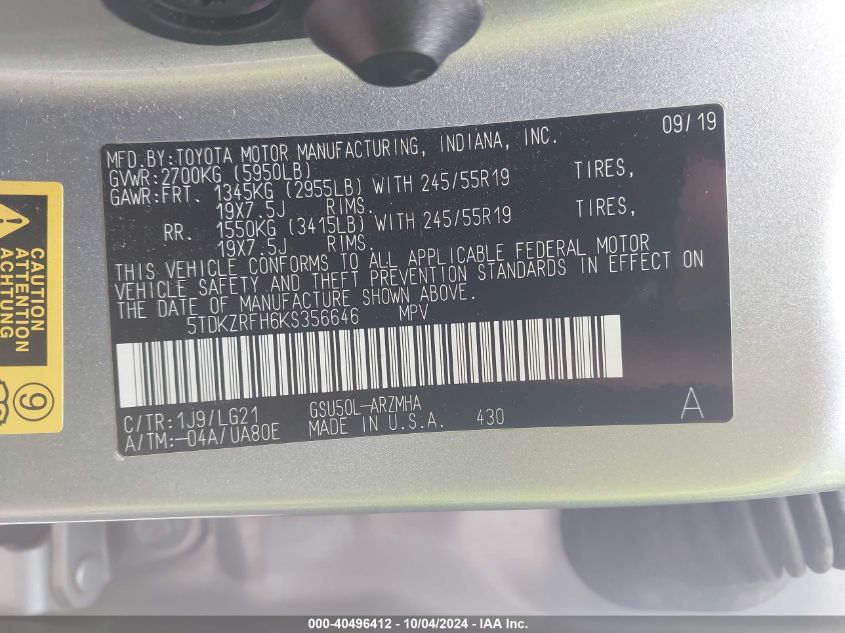 MFD.BY:TOYOTA MOTOR MANUFACTURING, INDIANA, INC. 09/19
GVWR:2700KG (5950LB)
GAWR:FRT. 1345KG (2955LB) WITH 245/55R19 TIRES,
19X7.5J RIMS.
RR. 1550KG (3415LB) WITH 245/55R19 TIRES,
19X7.5J RIMS.
THIS VEHICLE CONFORMS TO ALL APPLICABLE FEDERAL MOTOR
VEHICLE SAFETY AND THEFT PREVENTION STANDARDS IN EFFECT ON
THE DATE OF MANUFACTURE SHOWN ABOVE.
5TDKZRFH6KS356646 MPV
C/TR:1J9/LG21 GSU50L-ARZMHA A
A/TM:-04A/UA80E MADE IN U.S.A. 430
CAUTION
ATTENTION
ACHTUNG
9
000-40496412 - 10/04/2024 - IAA Inc.